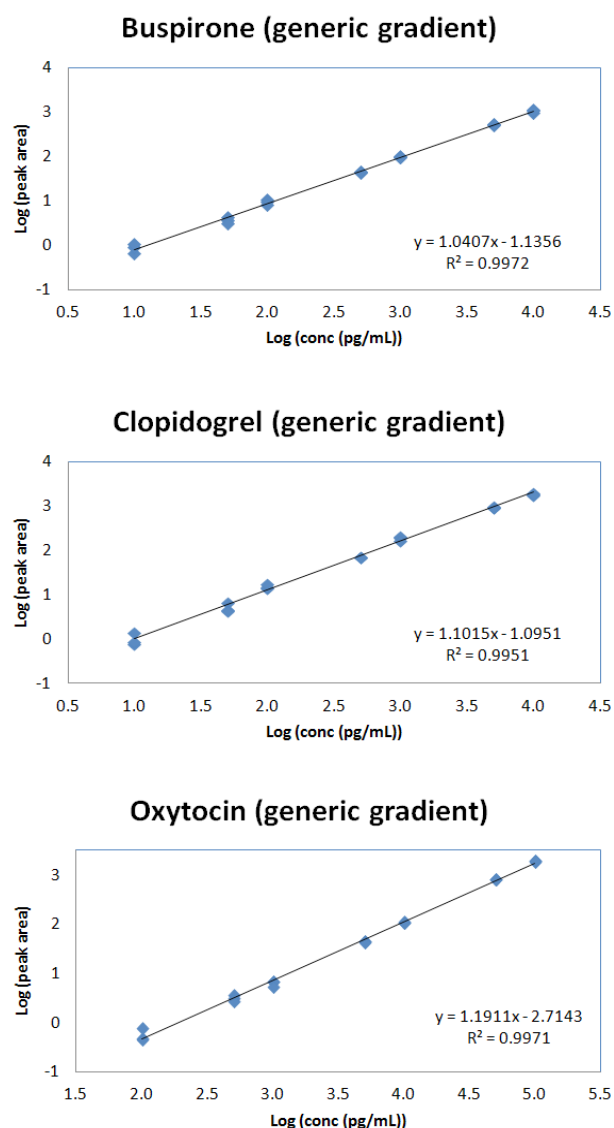 Buspirone (generic gradient)
4
3
2
1
0
-1
Log (peak area)
y = 1.0407x - 1.1356
R² = 0.9972
0.5 1.0 1.5 2.0 2.5 3.0 3.5 4.0 4.5
Log (conc (pg/mL))
Clopidogrel (generic gradient)
4
3
2
1
0
-1
Log (peak area)
y = 1.1015x - 1.0951
R² = 0.9951
0.5 1.0 1.5 2.0 2.5 3.0 3.5 4.0 4.5
Log (conc (pg/mL))
Oxytocin (generic gradient)
3
2
1
0
-1
Log (peak area)
y = 1.1911x - 2.7143
R² = 0.9971
1.5 2.0 2.5 3.0 3.5 4.0 4.5 5.0 5.5
Log (conc (pg/mL))